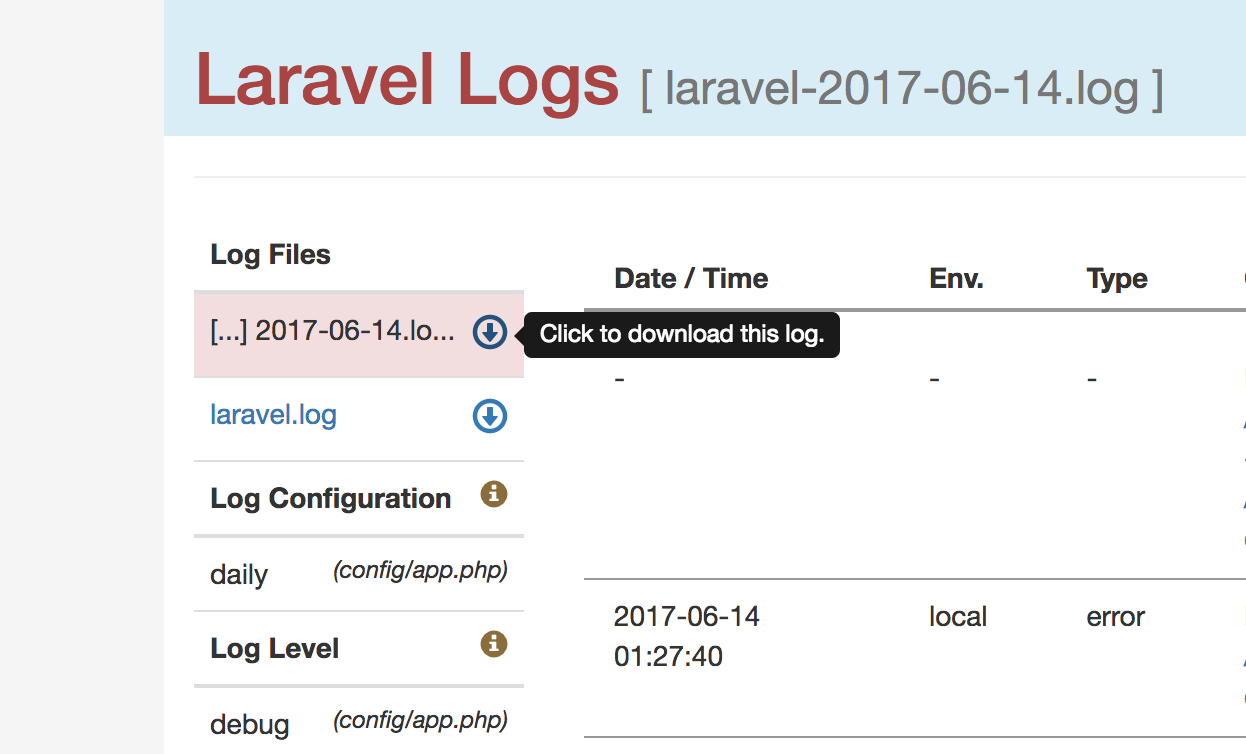 Laravel Logs [ laravel-2017-06-14.log ]
Log Files
[...] 2017-06-14.lo...
Click to download this log.
laravel.log
Log Configuration
daily (config/app.php)
Log Level
debug (config/app.php)
Date / Time Env. Type
- - -
2017-06-14 local error
01:27:40